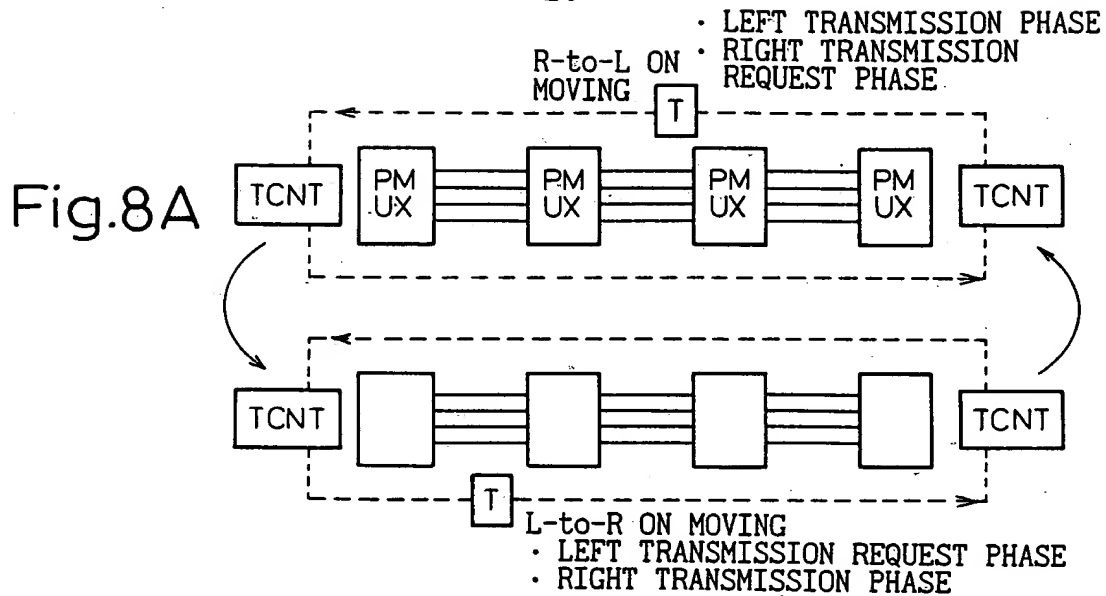 · LEFT TRANSMISSION PHASE
· RIGHT TRANSMISSION
REQUEST PHASE
R-to-L ON
MOVING
T
Fig.8A
TCNT
PM
UX
PM
UX
PM
UX
PM
UX
TCNT
TCNT
TCNT
T
L-to-R ON MOVING
· LEFT TRANSMISSION REQUEST PHASE
· RIGHT TRANSMISSION PHASE